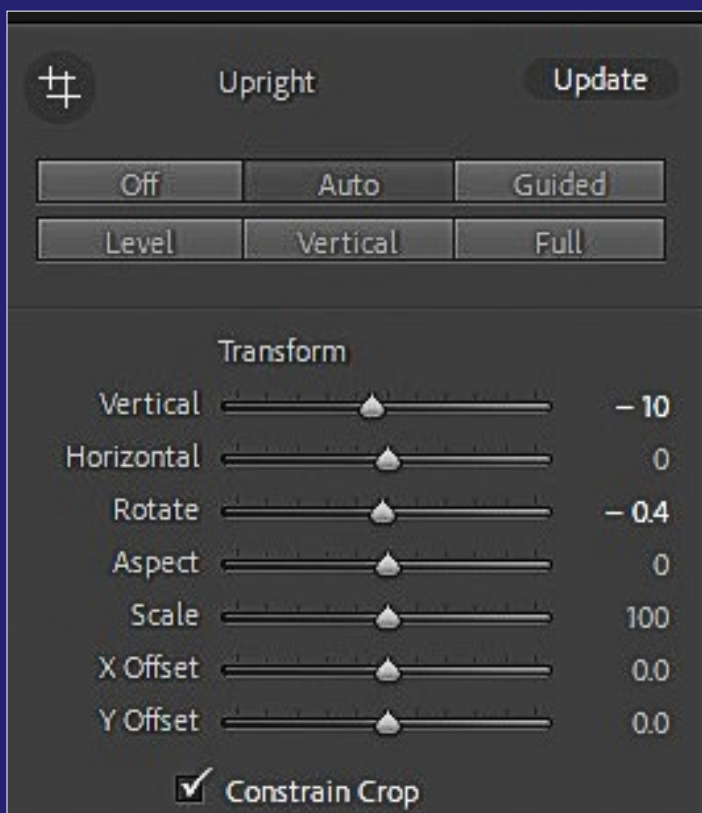 Upright Update
Off Auto Guided
Level Vertical Full
Transform
Vertical – 10
Horizontal 0
Rotate – 0.4
Aspect 0
Scale 100
X Offset 0.0
Y Offset 0.0
Constrain Crop